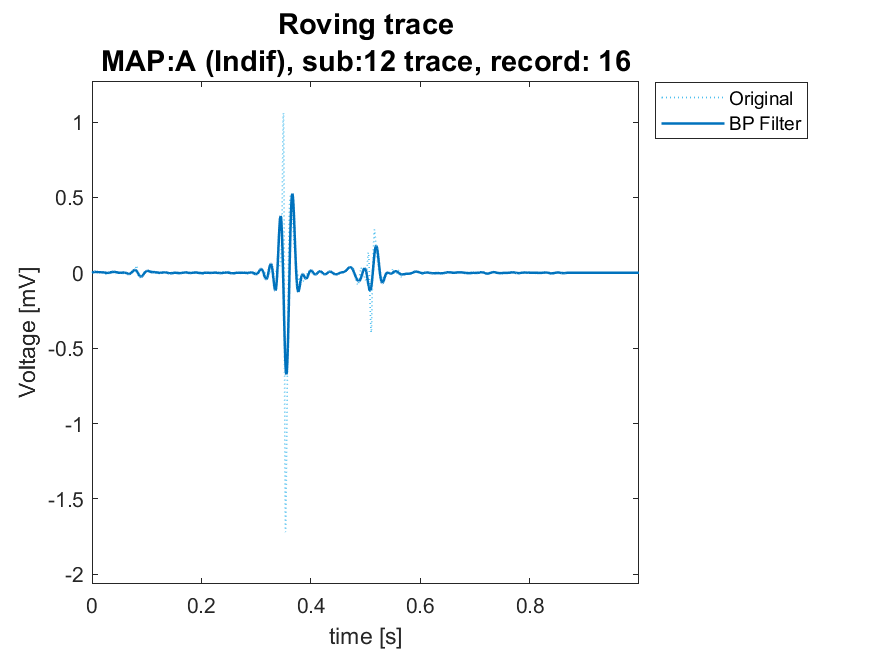 Roving trace
MAP:A (Indif), sub:12 trace, record: 16
Original
BP Filter
1
0.5
0
-0.5
-1
-1.5
-2
Voltage [mV]
0
0.2
0.4
0.6
0.8
time [s]